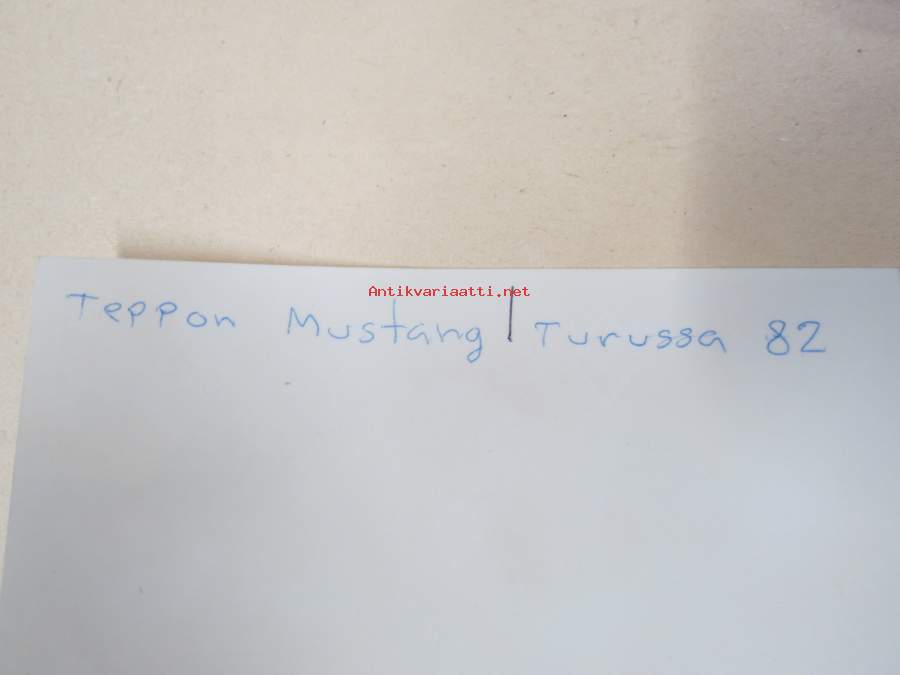 Antikvariaatti.net
Teppon Mustang | Turussa 82